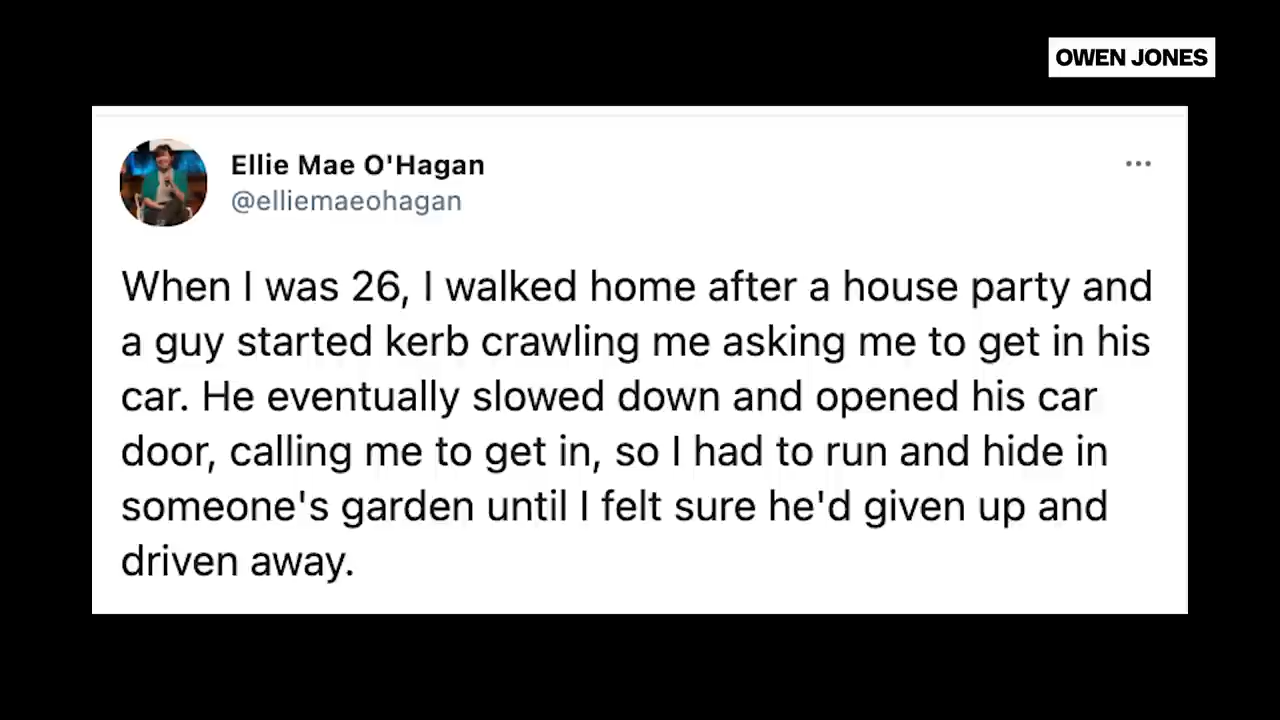 OWEN JONES
Ellie Mae O'Hagan
@elliemaeohagan
When I was 26, I walked home after a house party and
a guy started kerb crawling me asking me to get in his
car. He eventually slowed down and opened his car
door, calling me to get in, so I had to run and hide in
someone's garden until I felt sure he'd given up and
driven away.